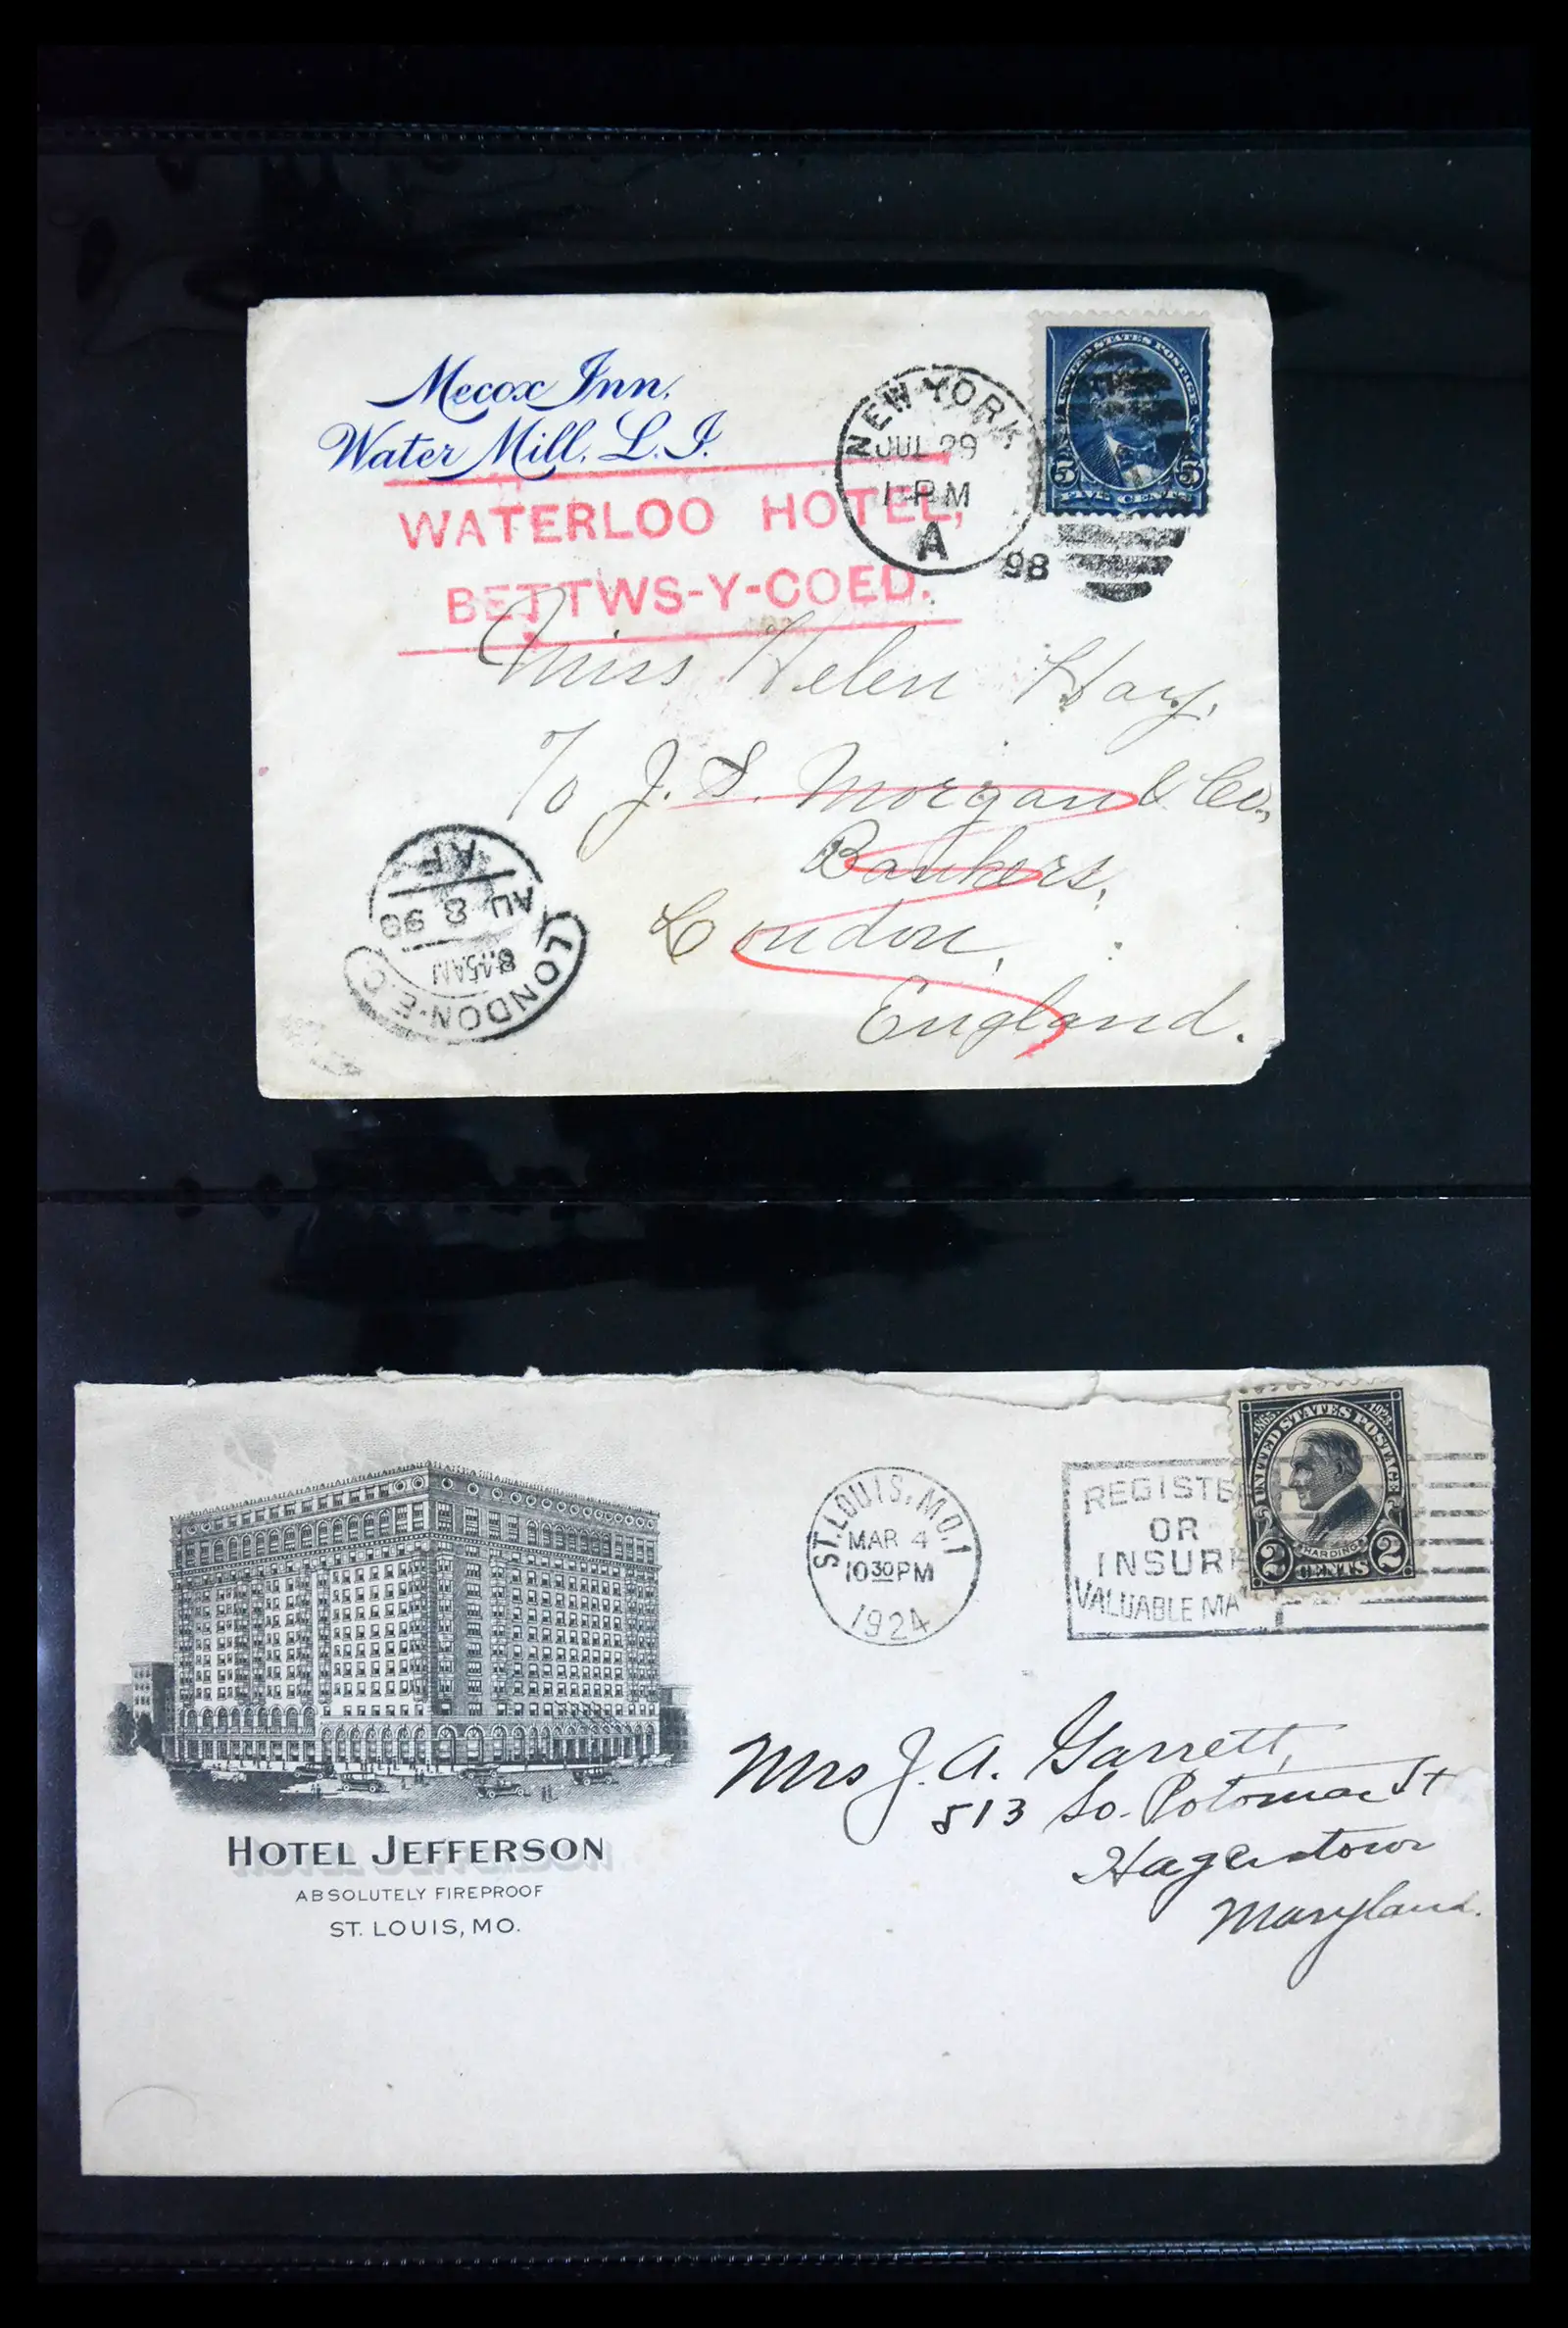 Mecox Inn,
Water Mill, L. I.
WATERLOO HOTEL,
BETTWS-Y-COED.
NEW YORK
JUL 29
1-PM
A
98
UNITED STATES POSTAGE
5 5
FIVE CENTS
Miss Helen Hay,
c/o J. S. Morgan & Co.,
Bankers,
London,
England.
LONDON·E.C
8.45AM
AU 8 98
AF
HOTEL JEFFERSON
ABSOLUTELY FIREPROOF
ST. LOUIS, MO.
ST. LOUIS, MO. 1
MAR 4
10 30 PM
1924
REGISTE
OR
INSUR
VALUABLE MA
1865 1923
UNITED STATES POSTAGE
HARDING
2 CENTS 2
Mrs J. A. Garrett,
513 So. Potomac St
Hagerstown
Maryland.